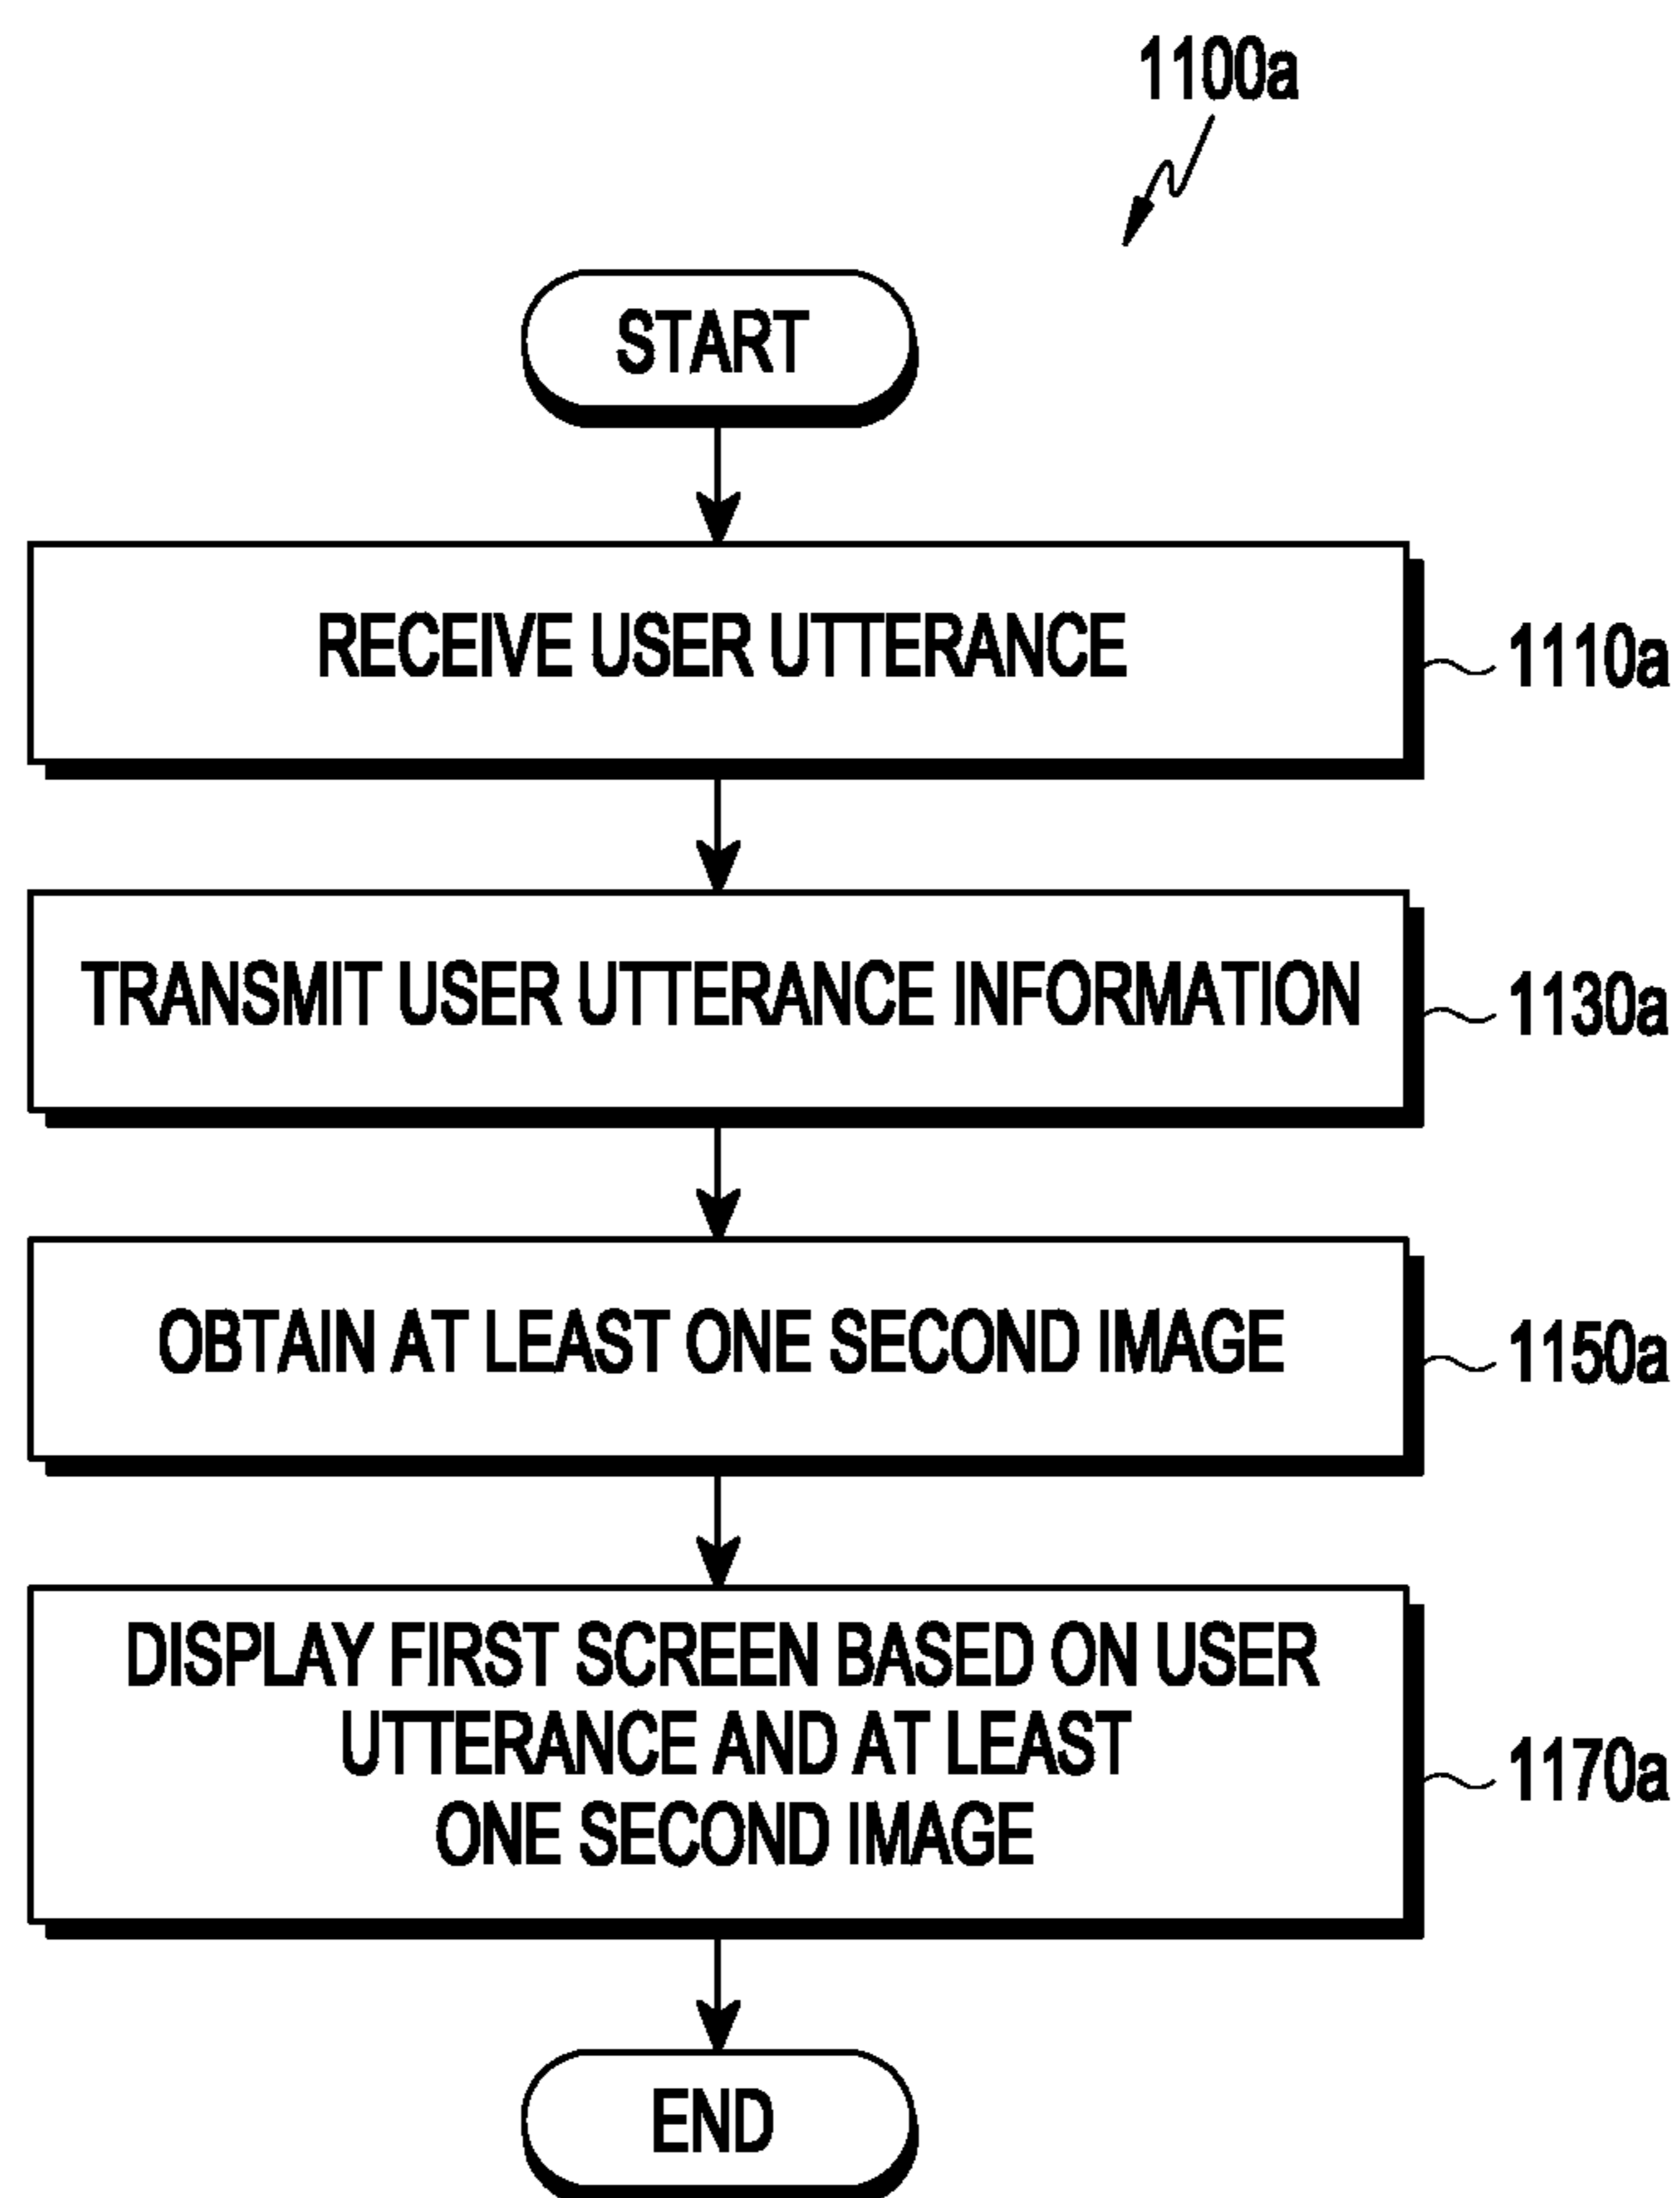 1100a
START
RECEIVE USER UTTERANCE
1110a
TRANSMIT USER UTTERANCE INFORMATION
1130a
OBTAIN AT LEAST ONE SECOND IMAGE
1150a
DISPLAY FIRST SCREEN BASED ON USER
UTTERANCE AND AT LEAST
ONE SECOND IMAGE
1170a
END